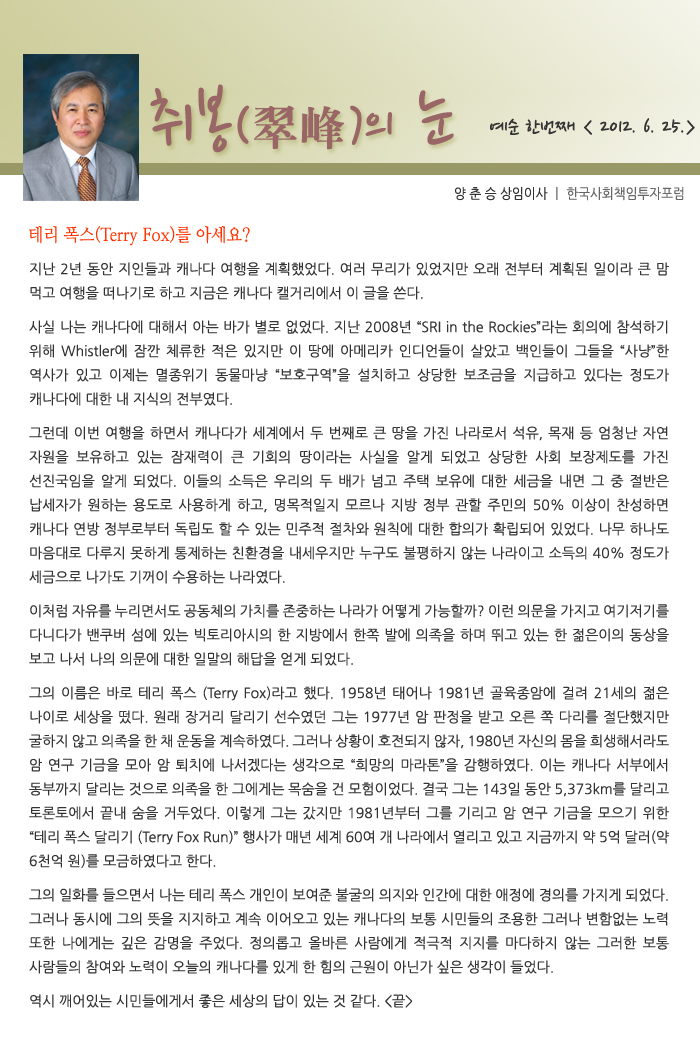 취봉(翠峰)의 눈
예순 한번째 < 2012. 6. 25.>
양 춘 승 상임이사 | 한국사회책임투자포럼
테리 폭스(Terry Fox)를 아세요?
지난 2년 동안 지인들과 캐나다 여행을 계획했었다. 여러 무리가 있었지만 오래 전부터 계획된 일이라 큰 맘
먹고 여행을 떠나기로 하고 지금은 캐나다 캘거리에서 이 글을 쓴다.
사실 나는 캐나다에 대해서 아는 바가 별로 없었다. 지난 2008년 “SRI in the Rockies”라는 회의에 참석하기
위해 Whistler에 잠깐 체류한 적은 있지만 이 땅에 아메리카 인디언들이 살았고 백인들이 그들을 “사냥”한
역사가 있고 이제는 멸종위기 동물마냥 “보호구역”을 설치하고 상당한 보조금을 지급하고 있다는 정도가
캐나다에 대한 내 지식의 전부였다.
그런데 이번 여행을 하면서 캐나다가 세계에서 두 번째로 큰 땅을 가진 나라로서 석유, 목재 등 엄청난 자연
자원을 보유하고 있는 잠재력이 큰 기회의 땅이라는 사실을 알게 되었고 상당한 사회 보장제도를 가진
선진국임을 알게 되었다. 이들의 소득은 우리의 두 배가 넘고 주택 보유에 대한 세금을 내면 그 중 절반은
납세자가 원하는 용도로 사용하게 하고, 명목적일지 모르나 지방 정부 관할 주민의 50% 이상이 찬성하면
캐나다 연방 정부로부터 독립도 할 수 있는 민주적 절차와 원칙에 대한 합의가 확립되어 있었다. 나무 하나도
마음대로 다루지 못하게 통제하는 친환경을 내세우지만 누구도 불평하지 않는 나라이고 소득의 40% 정도가
세금으로 나가도 기꺼이 수용하는 나라였다.
이처럼 자유를 누리면서도 공동체의 가치를 존중하는 나라가 어떻게 가능할까? 이런 의문을 가지고 여기저기를
다니다가 밴쿠버 섬에 있는 빅토리아시의 한 지방에서 한쪽 발에 의족을 하며 뛰고 있는 한 젊은이의 동상을
보고 나서 나의 의문에 대한 일말의 해답을 얻게 되었다.
그의 이름은 바로 테리 폭스 (Terry Fox)라고 했다. 1958년 태어나 1981년 골육종암에 걸려 21세의 젊은
나이로 세상을 떴다. 원래 장거리 달리기 선수였던 그는 1977년 암 판정을 받고 오른 쪽 다리를 절단했지만
굴하지 않고 의족을 한 채 운동을 계속하였다. 그러나 상황이 호전되지 않자, 1980년 자신의 몸을 희생해서라도
암 연구 기금을 모아 암 퇴치에 나서겠다는 생각으로 “희망의 마라톤”을 감행하였다. 이는 캐나다 서부에서
동부까지 달리는 것으로 의족을 한 그에게는 목숨을 건 모험이었다. 결국 그는 143일 동안 5,373km를 달리고
토론토에서 끝내 숨을 거두었다. 이렇게 그는 갔지만 1981년부터 그를 기리고 암 연구 기금을 모으기 위한
“테리 폭스 달리기 (Terry Fox Run)” 행사가 매년 세계 60여 개 나라에서 열리고 있고 지금까지 약 5억 달러(약
6천억 원)를 모금하였다고 한다.
그의 일화를 들으면서 나는 테리 폭스 개인이 보여준 불굴의 의지와 인간에 대한 애정에 경의를 가지게 되었다.
그러나 동시에 그의 뜻을 지지하고 계속 이어오고 있는 캐나다의 보통 시민들의 조용한 그러나 변함없는 노력
또한 나에게는 깊은 감명을 주었다. 정의롭고 올바른 사람에게 적극적 지지를 마다하지 않는 그러한 보통
사람들의 참여와 노력이 오늘의 캐나다를 있게 한 힘의 근원이 아닌가 싶은 생각이 들었다.
역시 깨어있는 시민들에게서 좋은 세상의 답이 있는 것 같다. <끝>